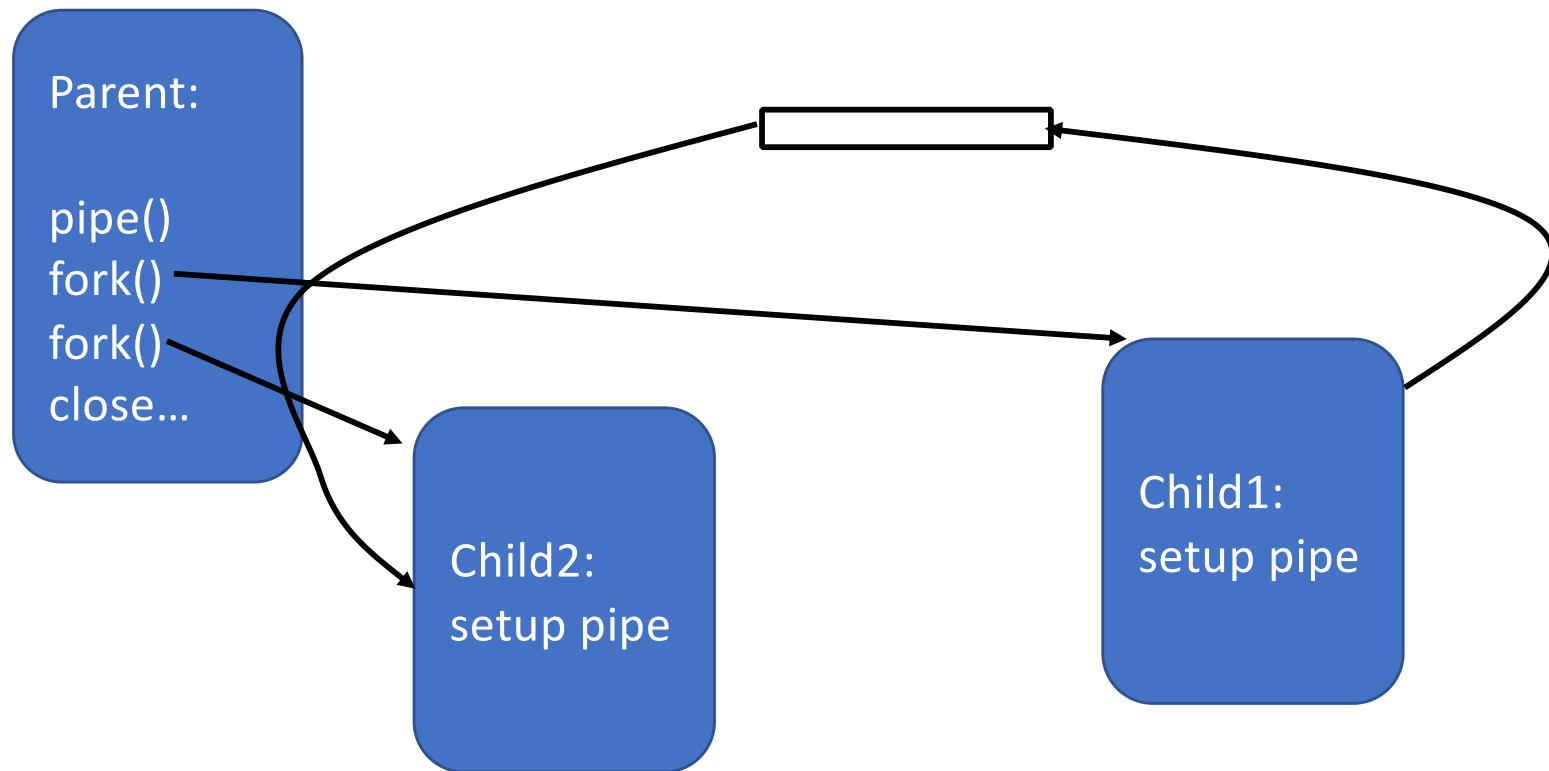 Parent:
pipe()
fork()
fork()
close…
Child2:
setup pipe
Child1:
setup pipe